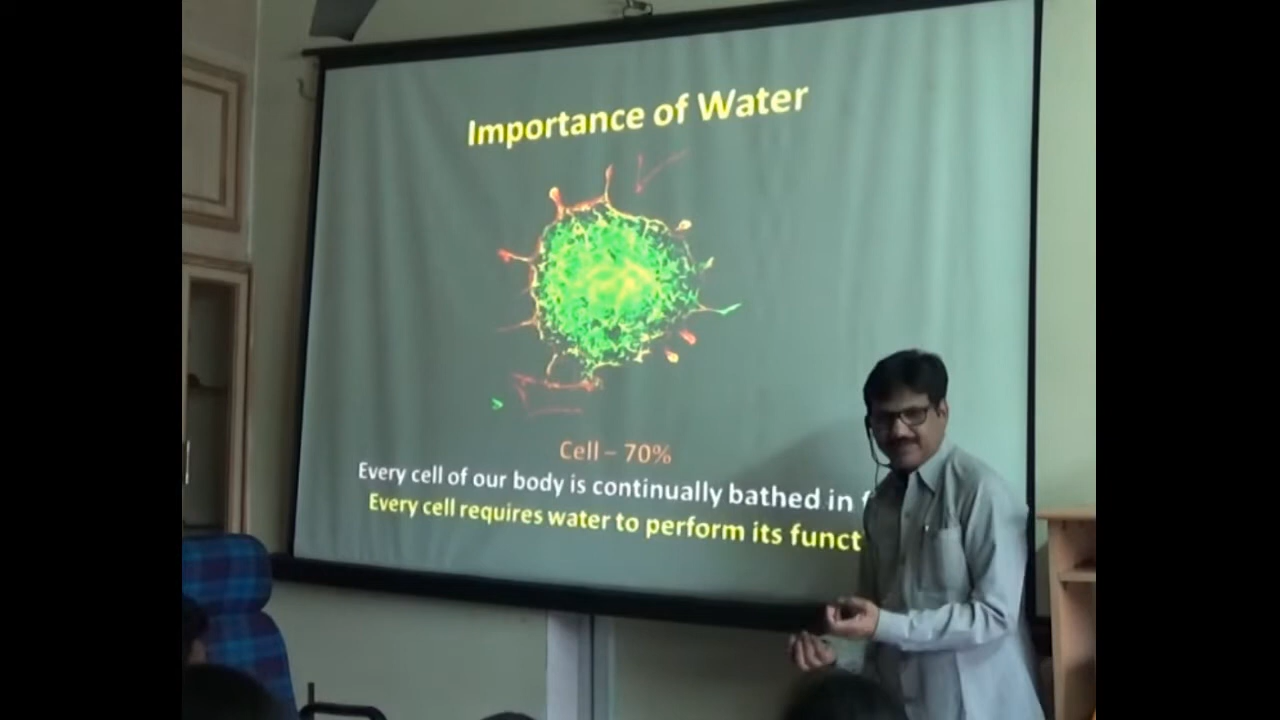 Importance of Water
Cell – 70%
Every cell of our body is continually bathed in
Every cell requires water to perform its funct